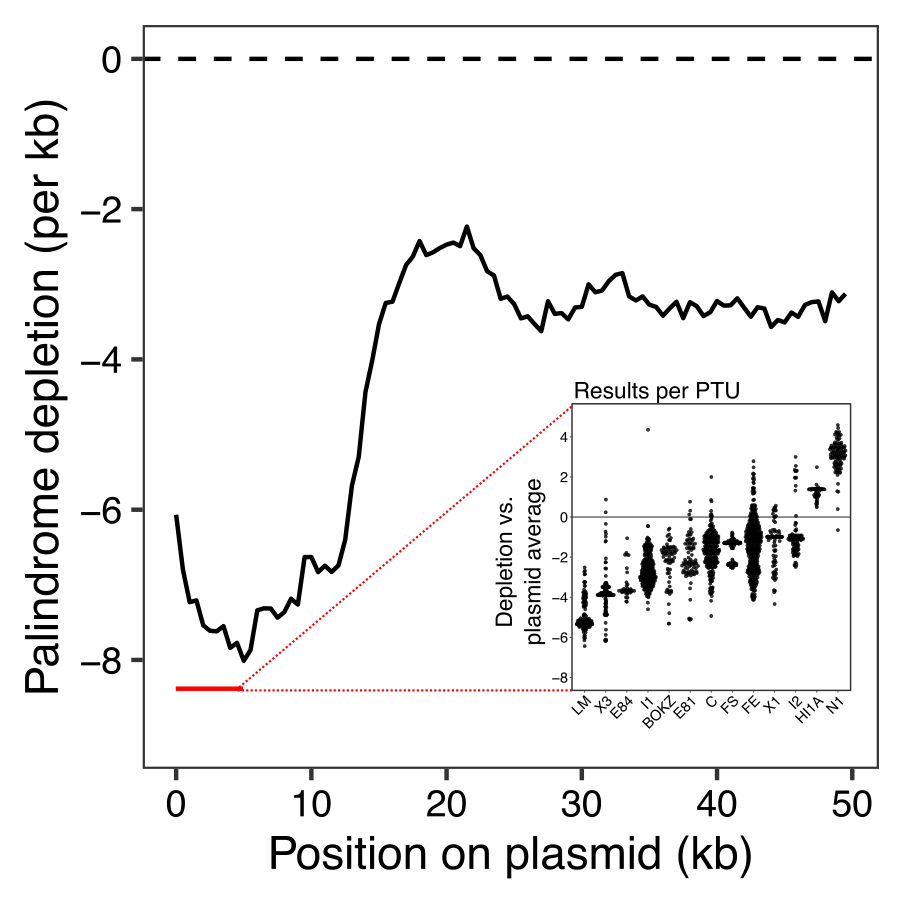 Palindrome depletion (per kb)
0
−2
−4
−6
−8
Results per PTU
Depletion vs.
plasmid average
4
2
0
−2
−4
−6
−8
LM X3 E84 I1 BOKZ E81 C FS FE X1 I2 HI1A N1
0 10 20 30 40 50
Position on plasmid (kb)